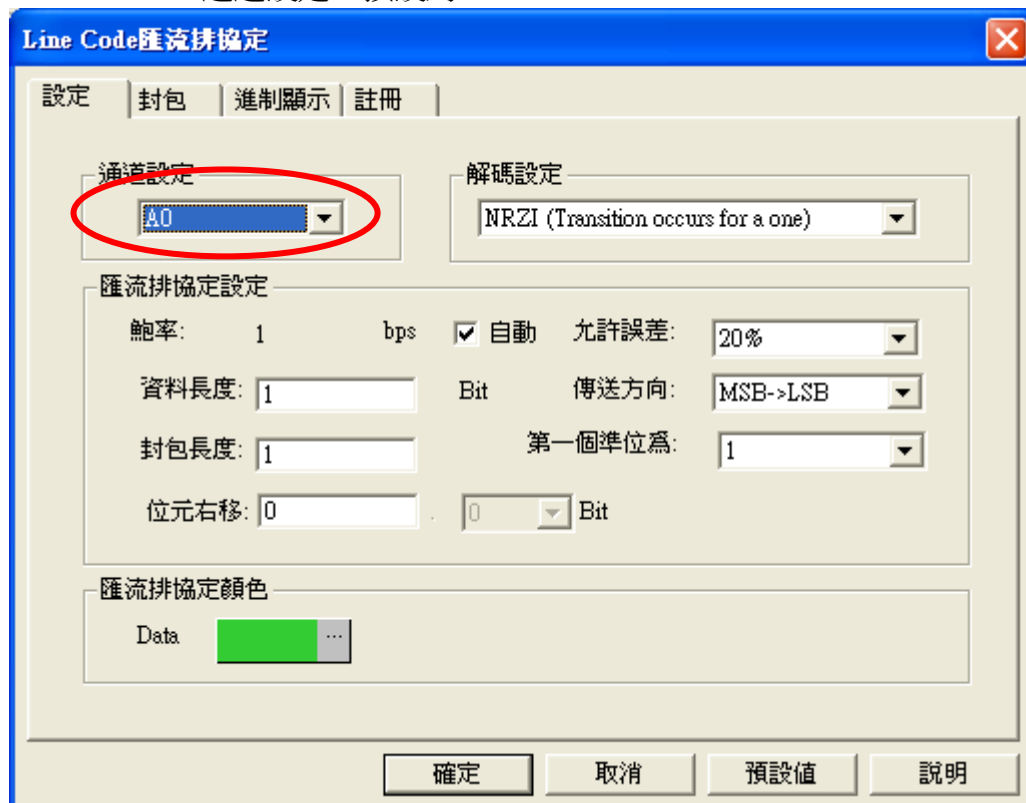 Line Code匯流排協定
設定 封包 進制顯示 註冊
通道設定 解碼設定
A0 NRZI (Transition occurs for a one)
匯流排協定設定
鮑率: 1 bps 自動 允許誤差: 20%
資料長度: 1 Bit 傳送方向: MSB->LSB
封包長度: 1 第一個準位爲: 1
位元右移: 0 . 0 Bit
匯流排協定顏色
Data ...
確定 取消 預設值 說明